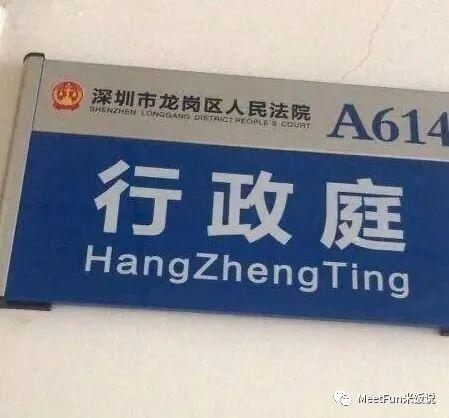 深圳市龙岗区人民法院
SHENZHEN LONGGANG DISTRICT PEOPLE'S COURT
A614
行政庭
HangZhengTing
MeetFun米饭说